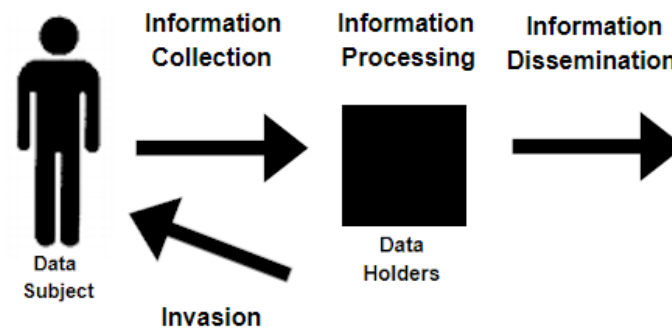 Information
Collection
Information
Processing
Information
Dissemination
Data
Subject
Data
Holders
Invasion